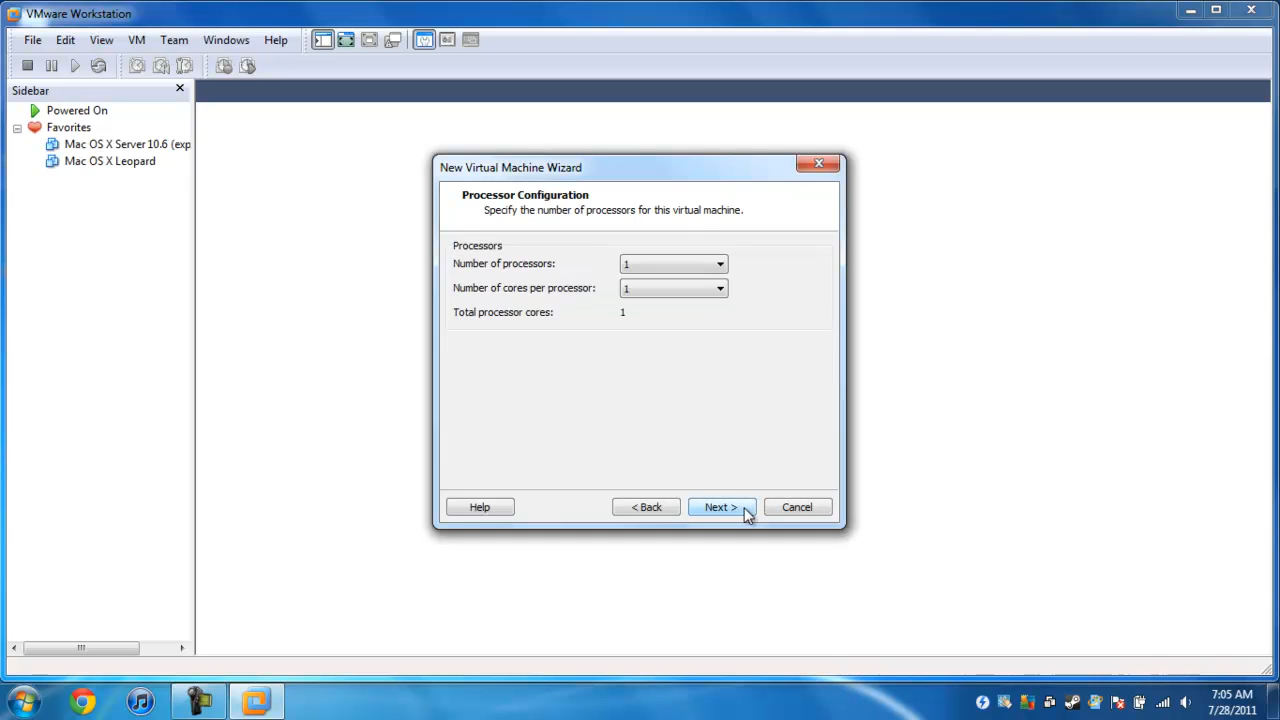 VMware Workstation
File Edit View VM Team Windows Help
Sidebar
Powered On
Favorites
Mac OS X Server 10.6 (exp
Mac OS X Leopard
New Virtual Machine Wizard
Processor Configuration
Specify the number of processors for this virtual machine.
Processors
Number of processors: 1
Number of cores per processor: 1
Total processor cores: 1
Help < Back Next > Cancel
7:05 AM
7/28/2011